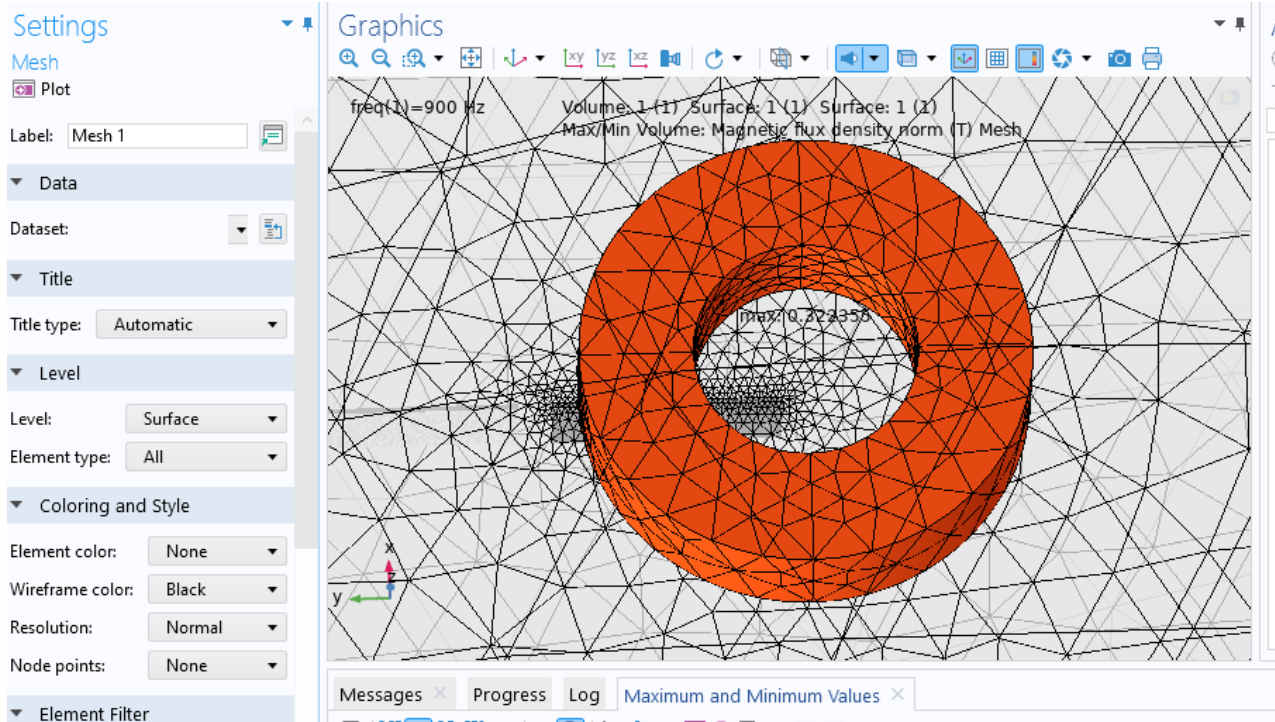 Settings
Mesh
Plot
Label: Mesh 1
Data
Dataset:
Title
Title type: Automatic
Level
Level: Surface
Element type: All
Coloring and Style
Element color: None
Wireframe color: Black
Resolution: Normal
Node points: None
Element Filter
Graphics
xy yz xz
freq(1)=900 Hz Volume: 1 (1) Surface: 1 (1) Surface: 1 (1)
Max/Min Volume: Magnetic flux density norm (T) Mesh
max: 0.322358
x
z
y
Messages Progress Log Maximum and Minimum Values